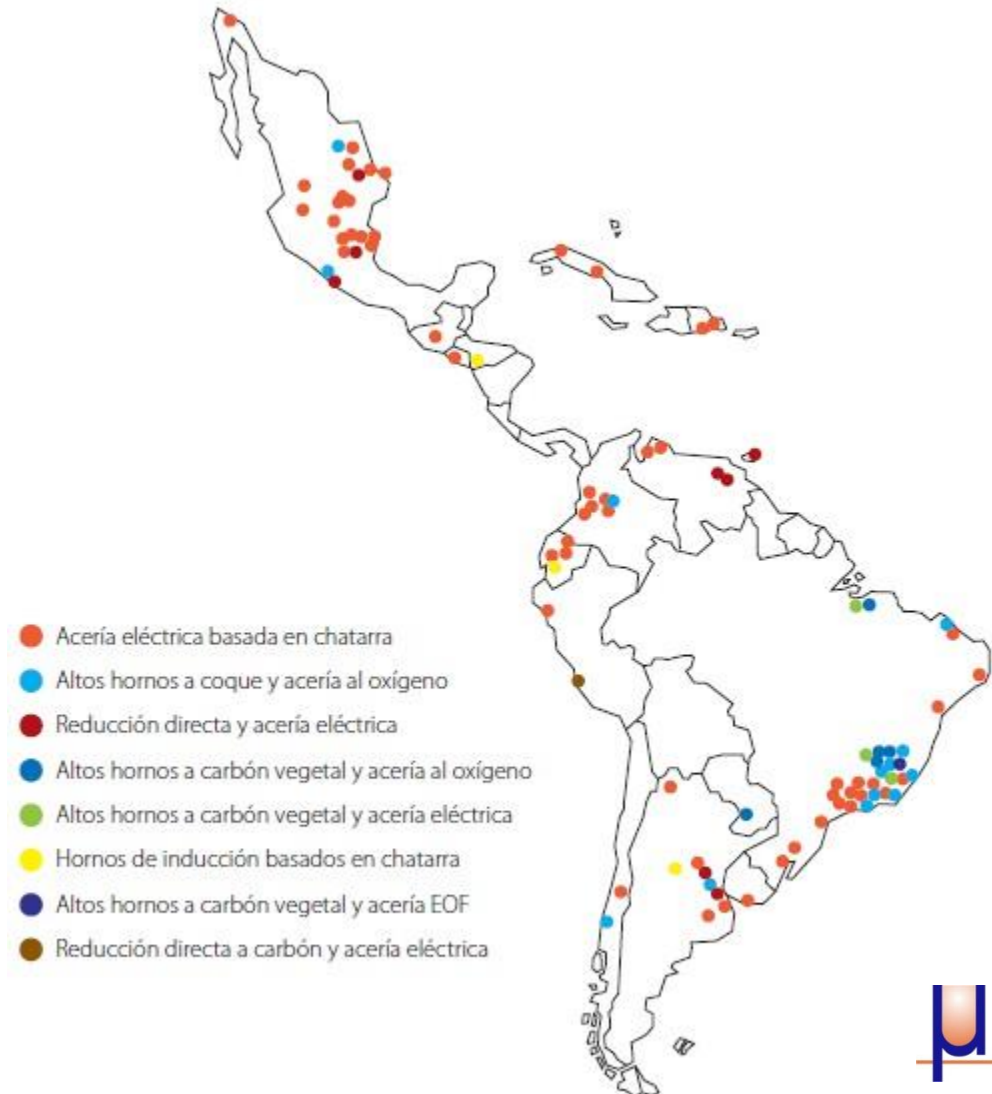 Acería eléctrica basada en chatarra
Altos hornos a coque y acería al oxígeno
Reducción directa y acería eléctrica
Altos hornos a carbón vegetal y acería al oxígeno
Altos hornos a carbón vegetal y acería eléctrica
Hornos de inducción basados en chatarra
Altos hornos a carbón vegetal y acería EOF
Reducción directa a carbón y acería eléctrica
μ